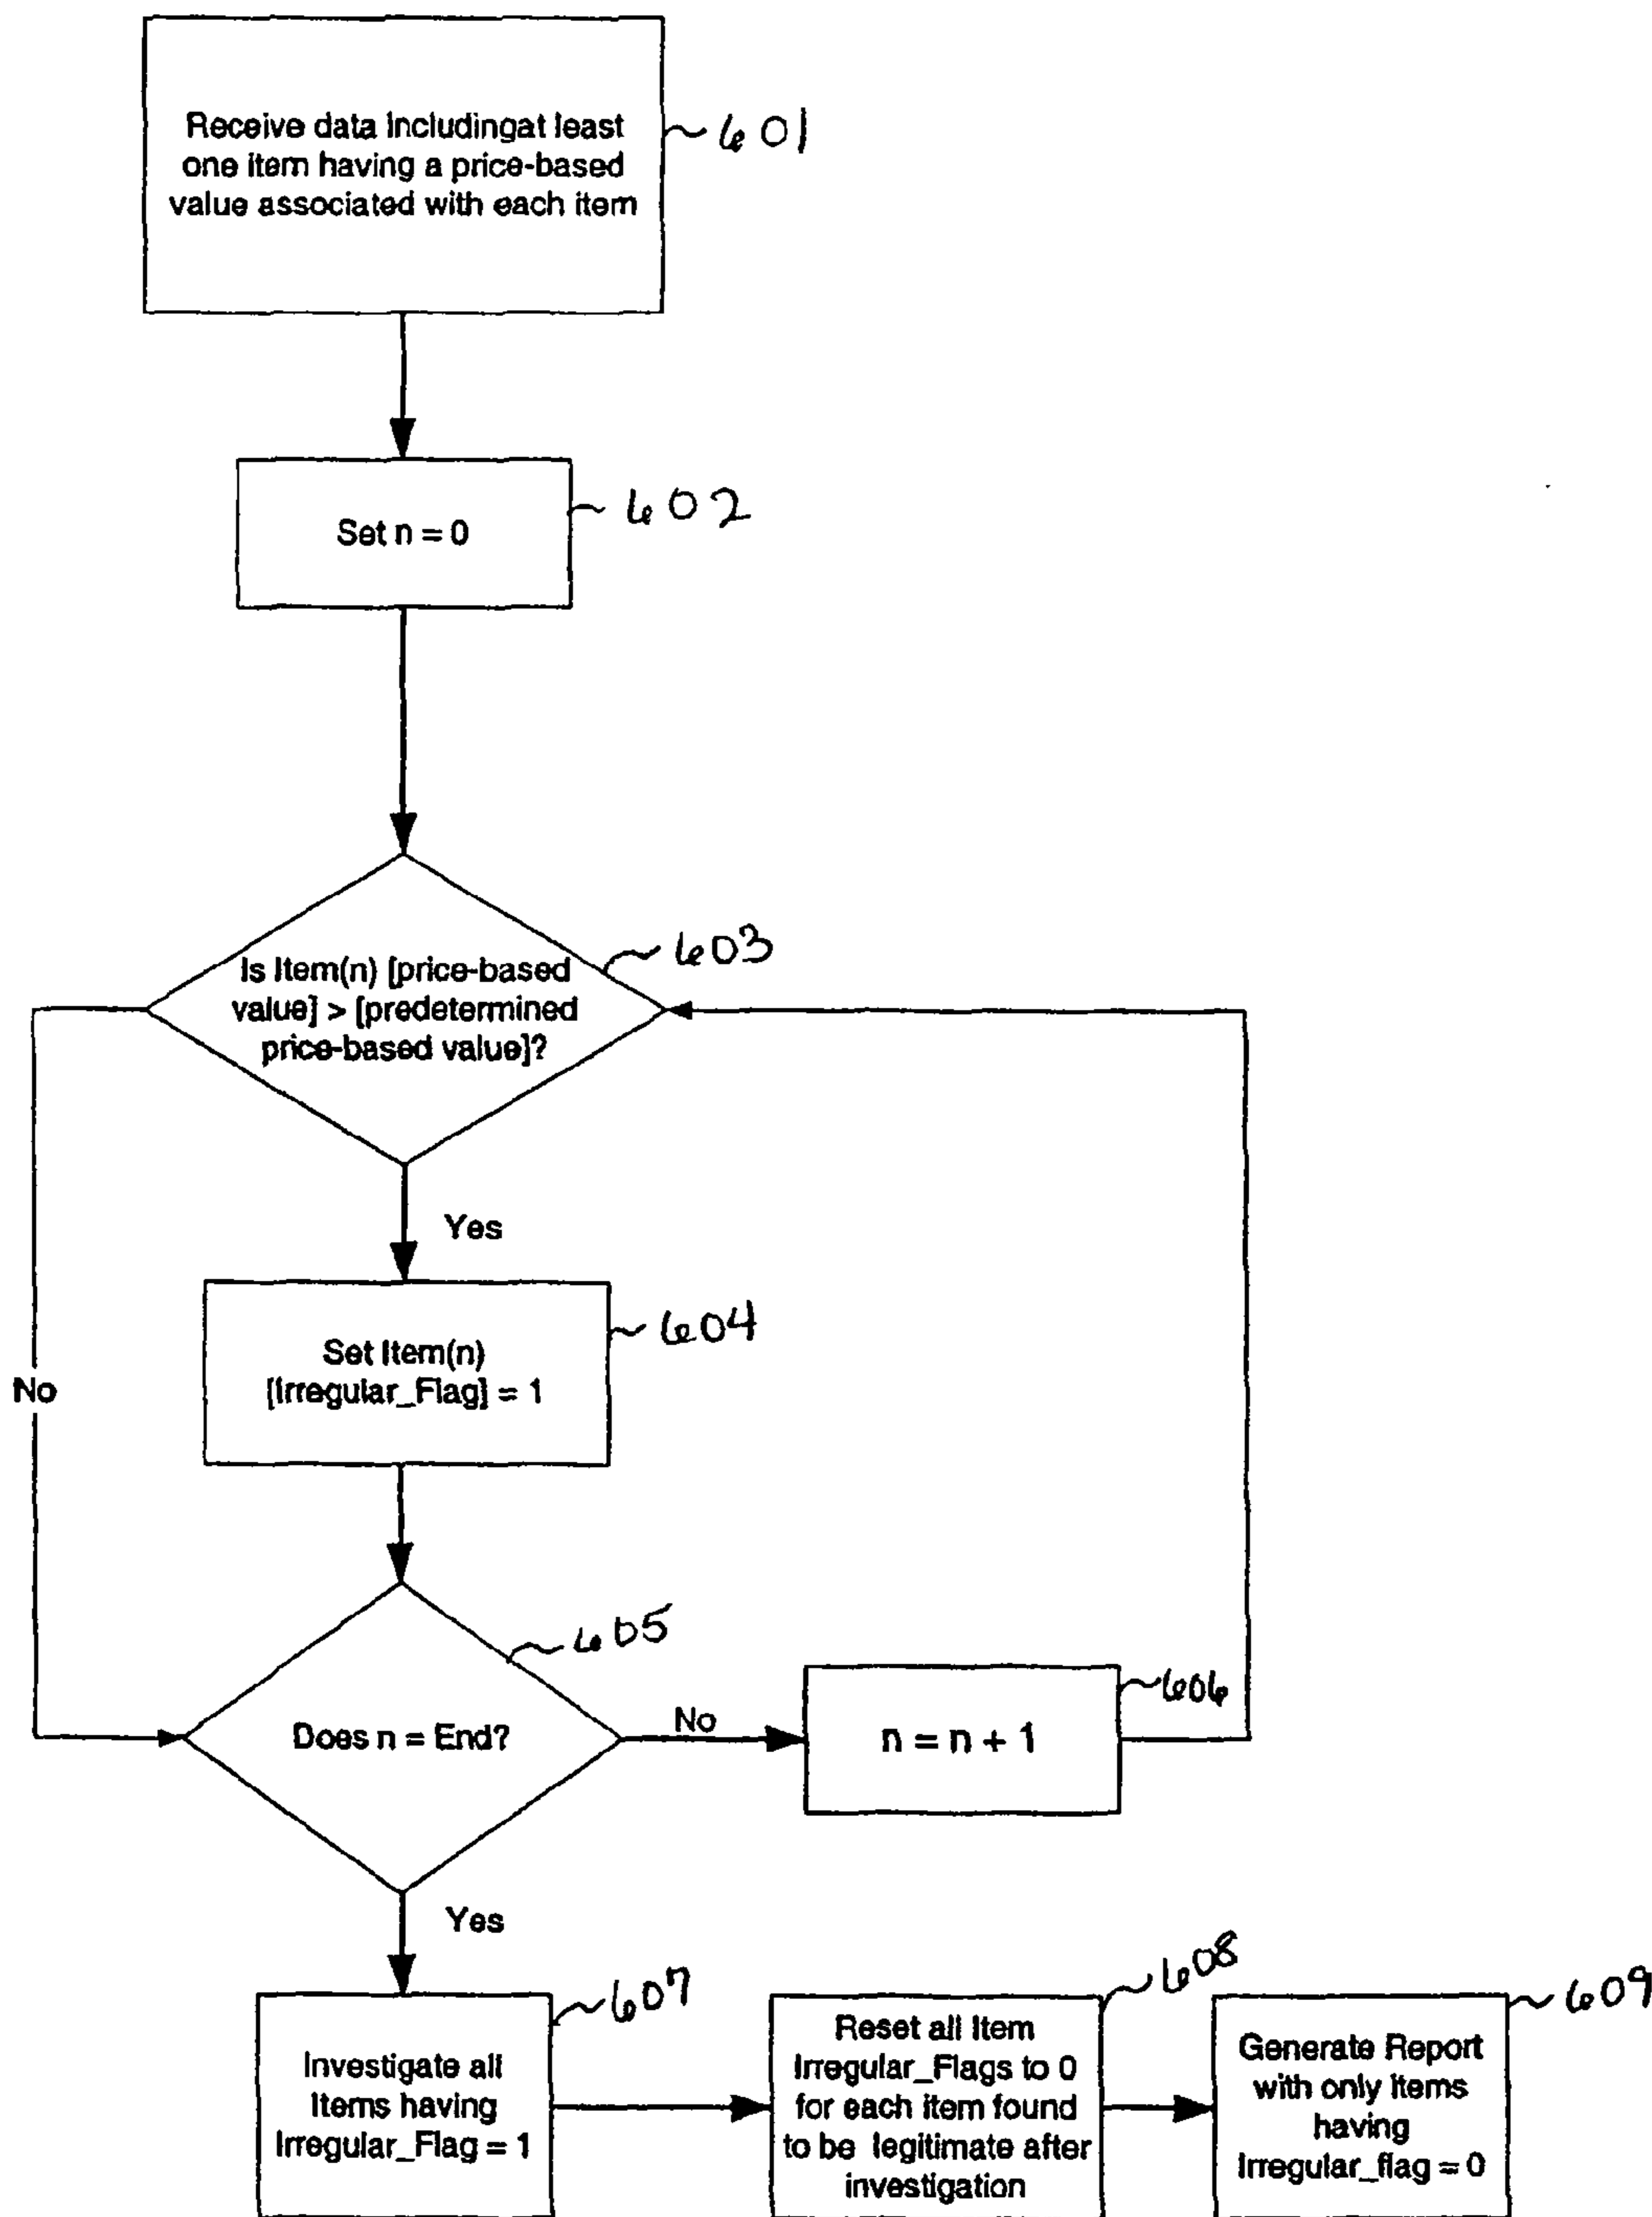 Receive data Includingat least
one item having a price-based
value associated with each item
601
Set n = 0
602
Is Item(n) [price-based
value] > [predetermined
price-based value]?
603
Yes
No
Set Item(n)
[Irregular_Flag] = 1
604
Does n = End?
605
No
n = n + 1
606
Yes
Investigate all
Items having
Irregular_Flag = 1
607
Reset all Item
Irregular_Flags to 0
for each item found
to be legitimate after
investigation
608
Generate Report
with only Items
having
Irregular_flag = 0
609